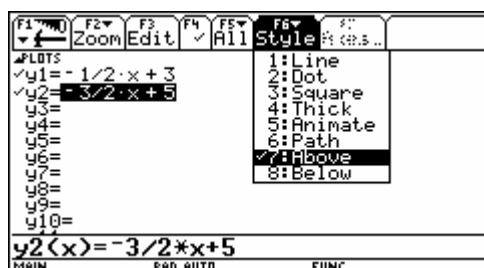 F1 F2 F3 F4 F5 F6
Zoom Edit ✓ All Style
PLOTS
✓y1=-1/2·x + 3
✓y2=-3/2·x + 5
y3=
y4=
y5=
y6=
y7=
y8=
y9=
y10=
1:Line
2:Dot
3:Square
4:Thick
5:Animate
6:Path
✓7:Above
8:Below
y2(x)=-3/2*x+5
MAIN RAD AUTO FUNC